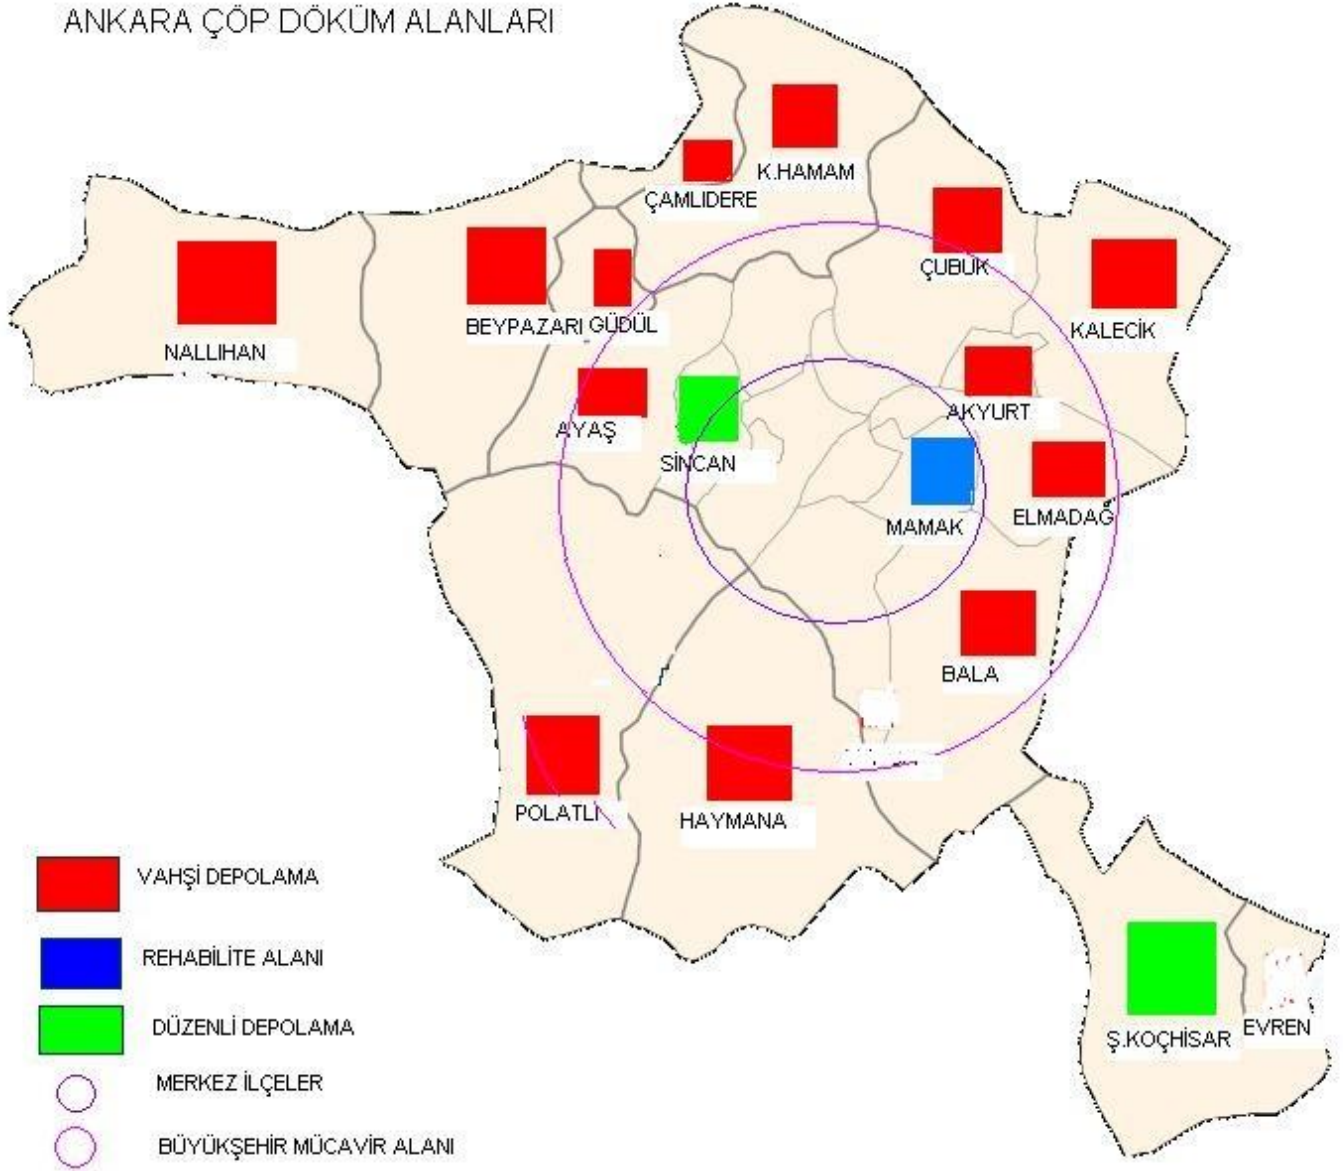 ANKARA ÇÖP DÖKÜM ALANLARI
K.HAMAM
ÇAMLIDERE
ÇUBUK
KALECİK
NALLIHAN
BEYPAZARI
GÜDÜL
AYAŞ
SİNCAN
AKYURT
MAMAK
ELMADAĞ
BALA
POLATLI
HAYMANA
Ş.KOÇHİSAR
EVREN
VAHŞİ DEPOLAMA
REHABİLİTE ALANI
DÜZENLİ DEPOLAMA
MERKEZ İLÇELER
BÜYÜKŞEHİR MÜCAVİR ALANI